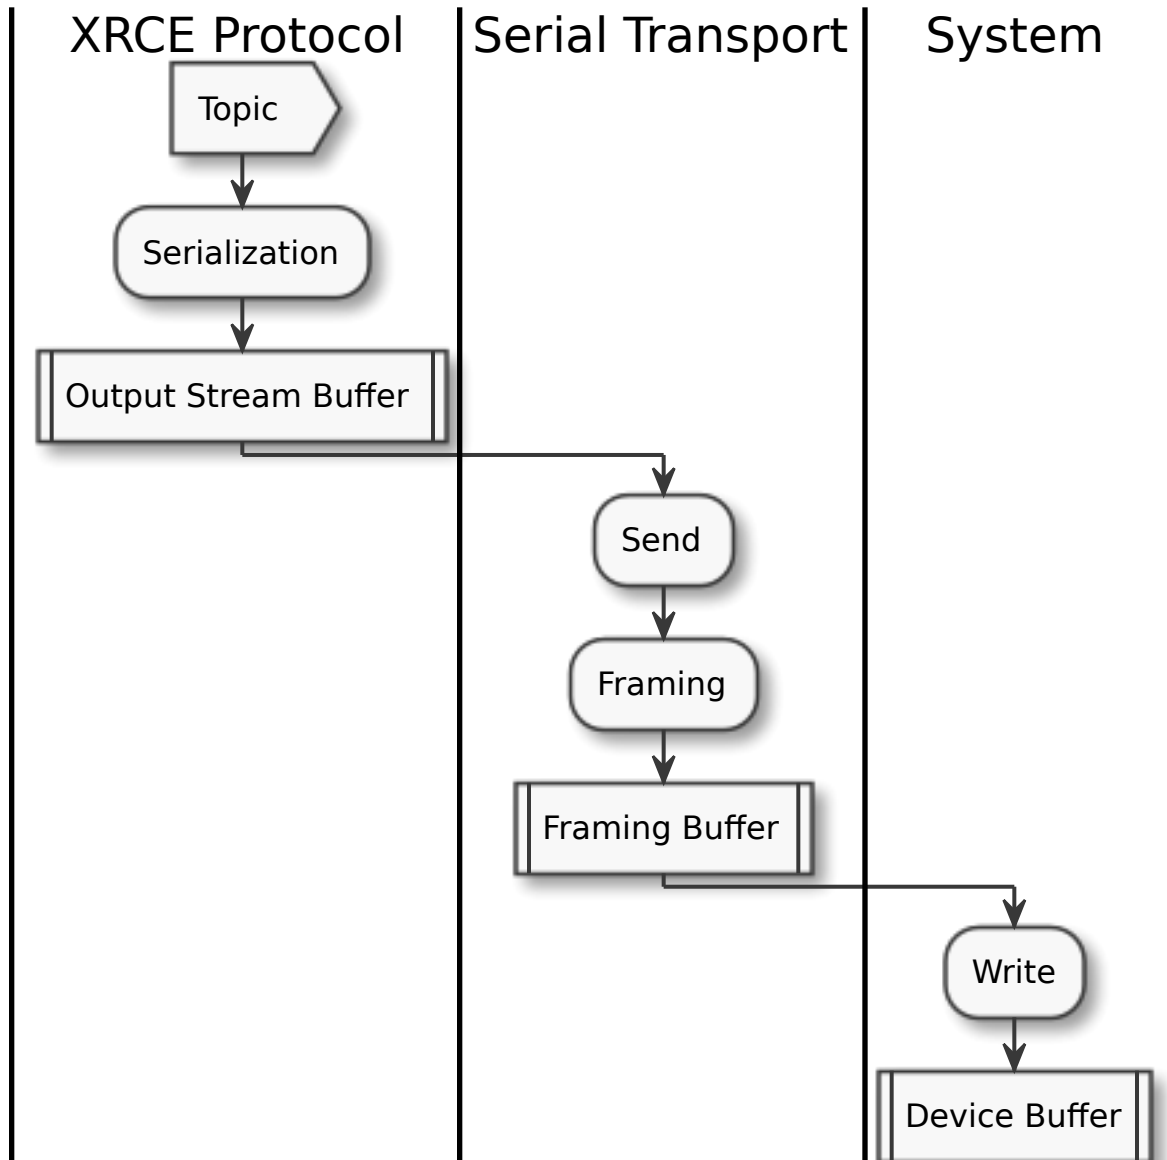 XRCE Protocol
Serial Transport
System
Topic
Serialization
Output Stream Buffer
Send
Framing
Framing Buffer
Write
Device Buffer